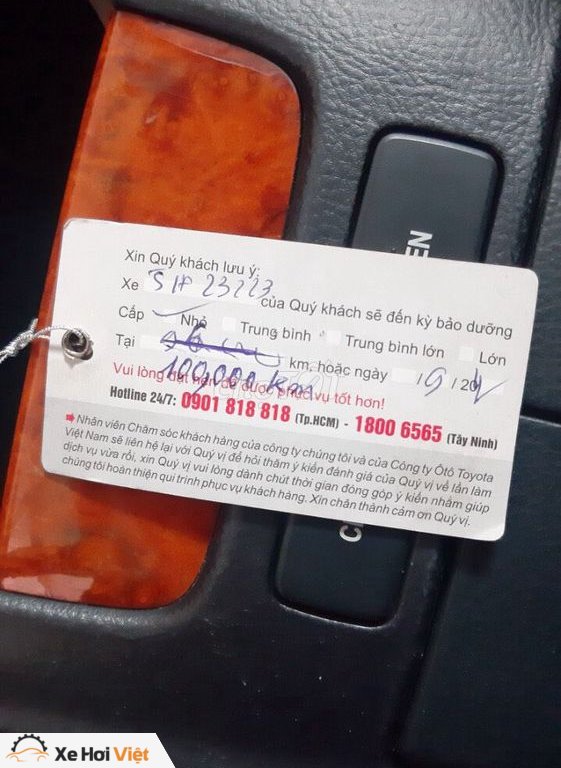 EN
Xin Quý khách lưu ý:
Xe 51F 23223 của Quý khách sẽ đến kỳ bảo dưỡng
Cấp Nhỏ Trung bình Trung bình lớn Lớn
Tại km, hoặc ngày /9/20
100,000 km
Vui lòng đặt hẹn để được phục vụ tốt hơn!
Hotline 24/7: 0901 818 818 (Tp.HCM) - 1800 6565 (Tây Ninh)
Nhân viên Chăm sóc khách hàng của công ty chúng tôi và của Công ty Ôtô Toyota
Việt Nam sẽ liên hệ lại với Quý vị để hỏi thăm ý kiến đánh giá của Quý vị về lần làm
dịch vụ vừa rồi, xin Quý vị vui lòng dành chút thời gian đóng góp ý kiến nhằm giúp
chúng tôi hoàn thiện qui trình phục vụ khách hàng. Xin chân thành cảm ơn Quý vị.
C
Xe Hơi Việt